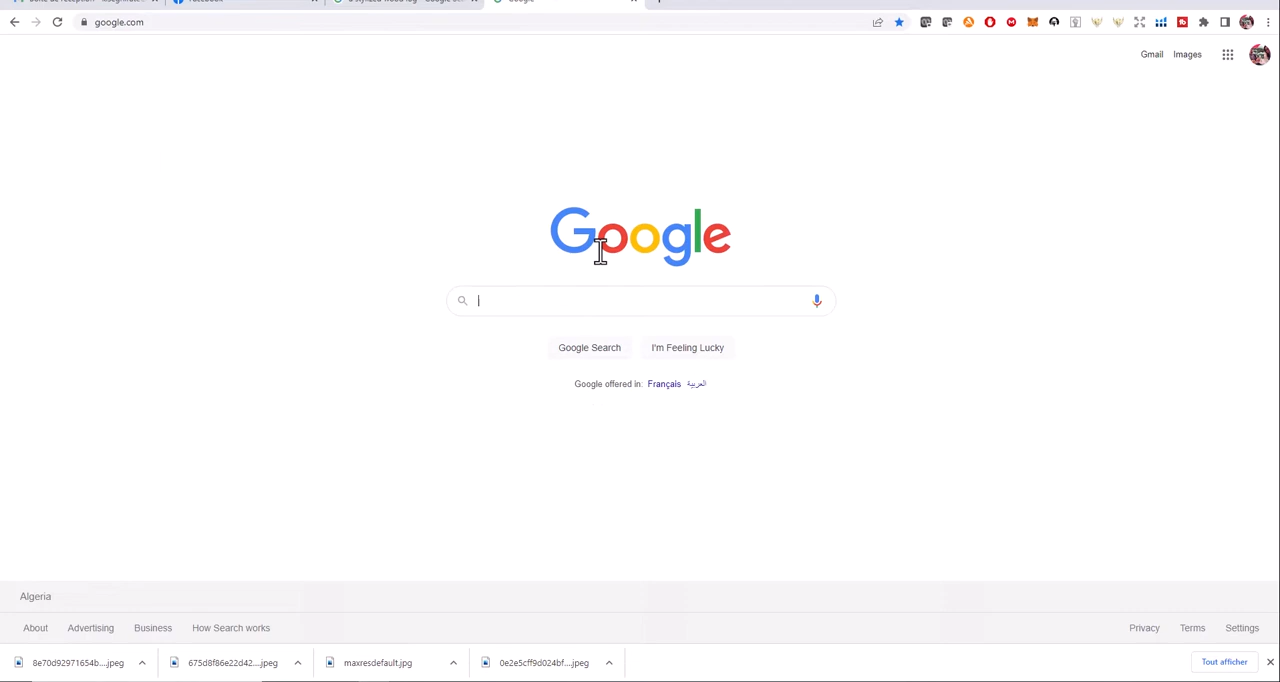 Facebook
google.com
Gmail Images
Google
Google Search I'm Feeling Lucky
Google offered in: Français العربية
Algeria
About Advertising Business How Search works Privacy Terms Settings
8e70d92971654b....jpeg 675d8f86e22d42....jpeg maxresdefault.jpg 0e2e5cff9d024bf....jpeg Tout afficher